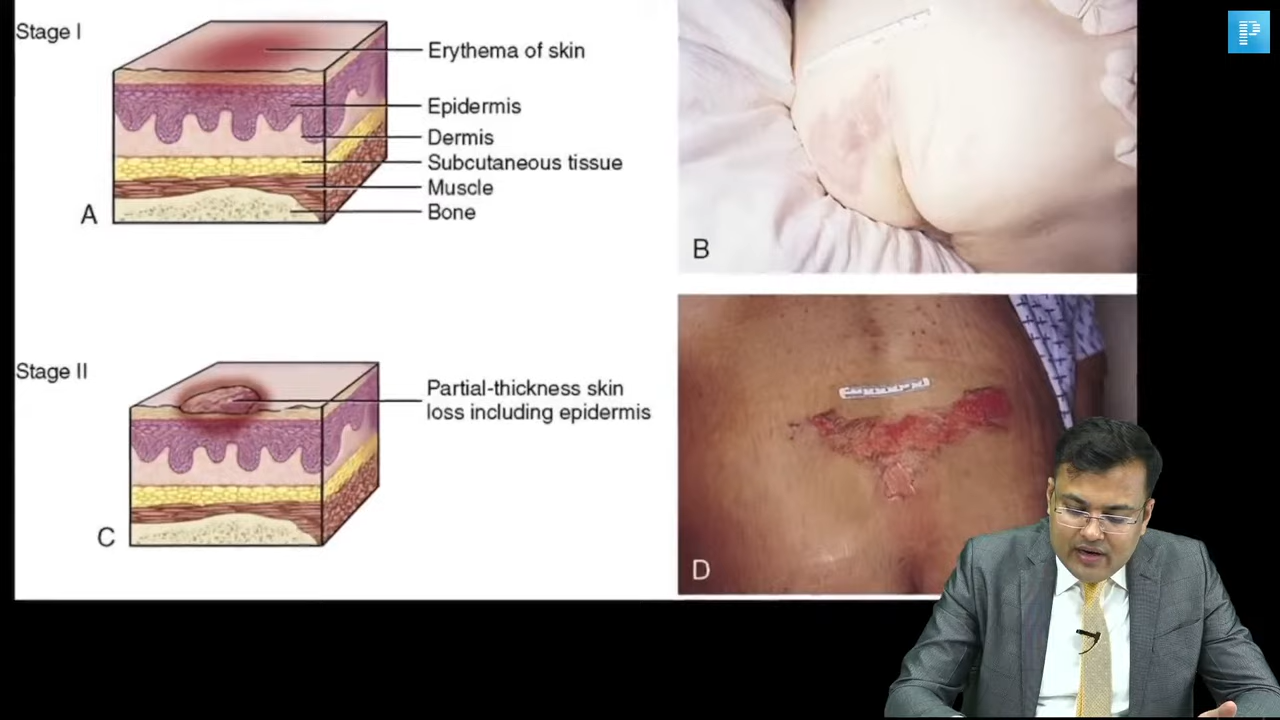 Stage I
Erythema of skin
Epidermis
Dermis
Subcutaneous tissue
Muscle
Bone
A
B
Stage II
Partial-thickness skin
loss including epidermis
C
D
P